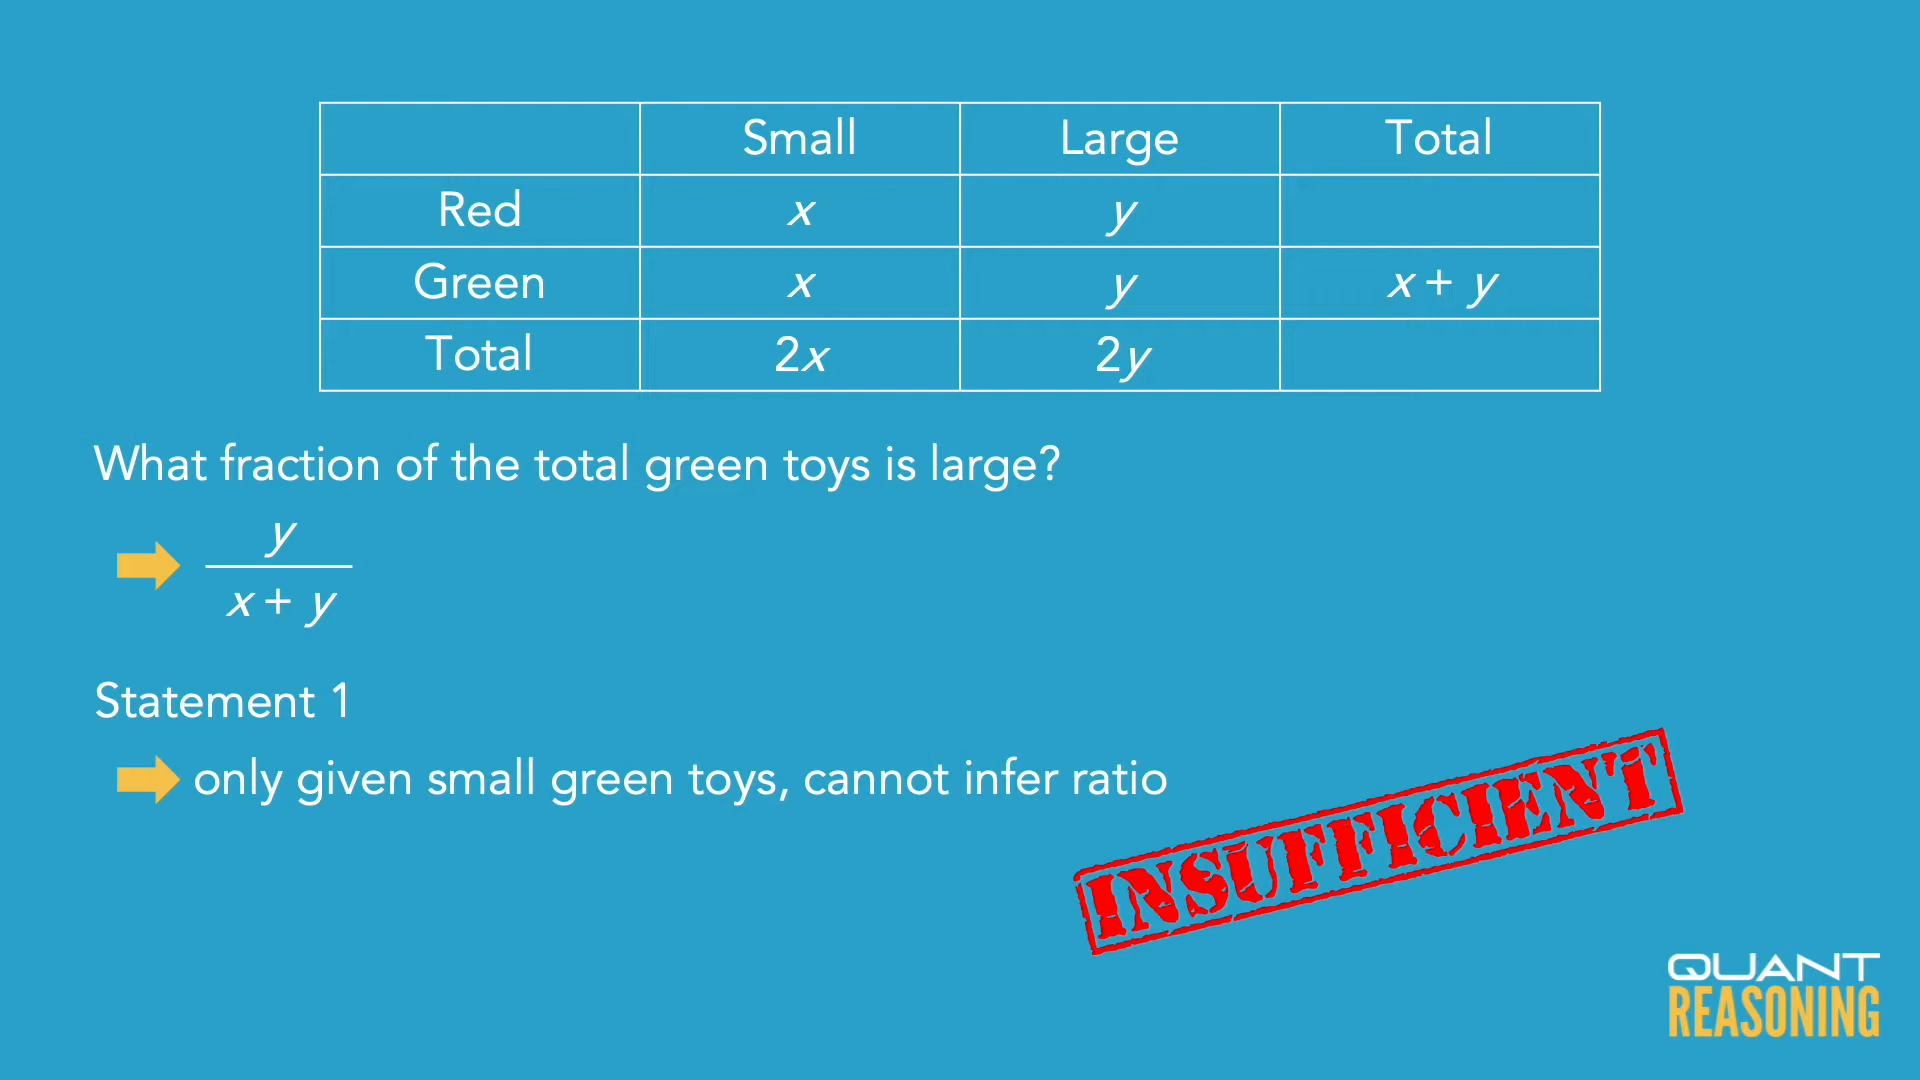 Small Large Total
Red x y
Green x y x + y
Total 2x 2y
What fraction of the total green toys is large?
y
x + y
Statement 1
only given small green toys, cannot infer ratio
INSUFFICIENT
QUANT
REASONING